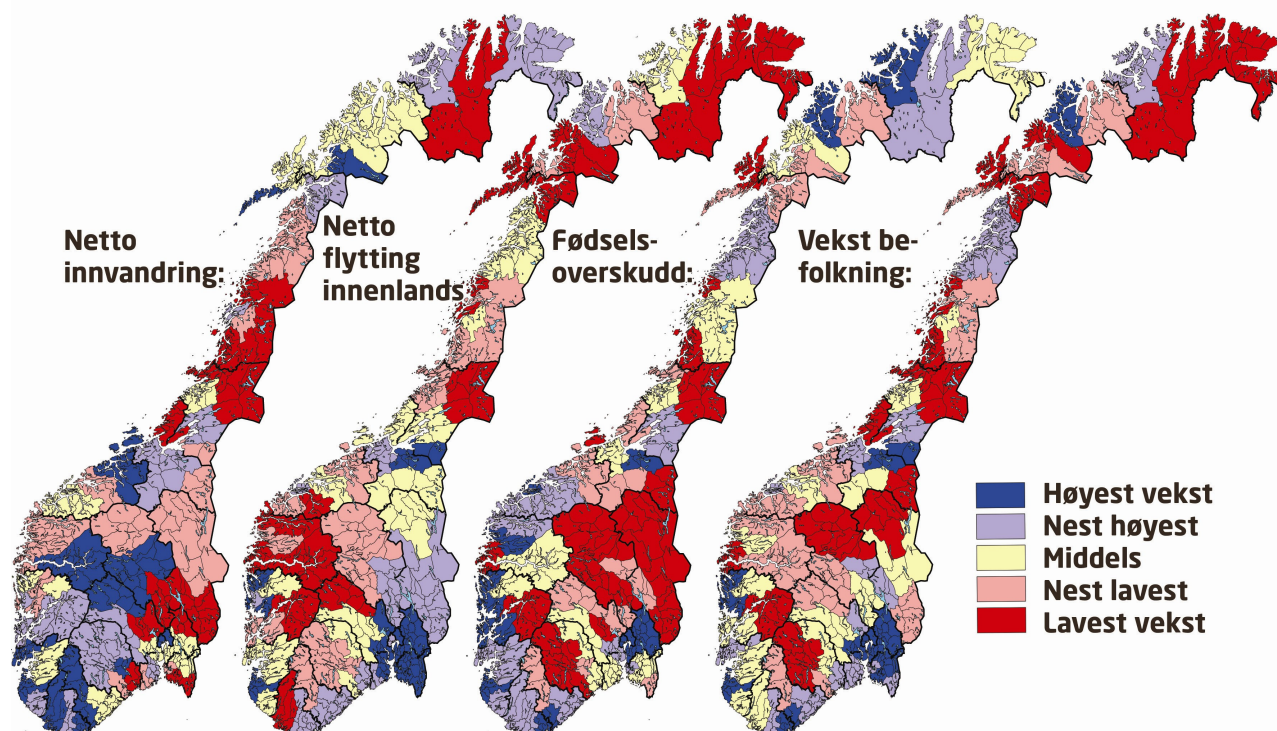 Netto
innvandring:
Netto
flytting
innenlands
Fødsels-
overskudd:
Vekst be-
folkning:
Høyest vekst
Nest høyest
Middels
Nest lavest
Lavest vekst